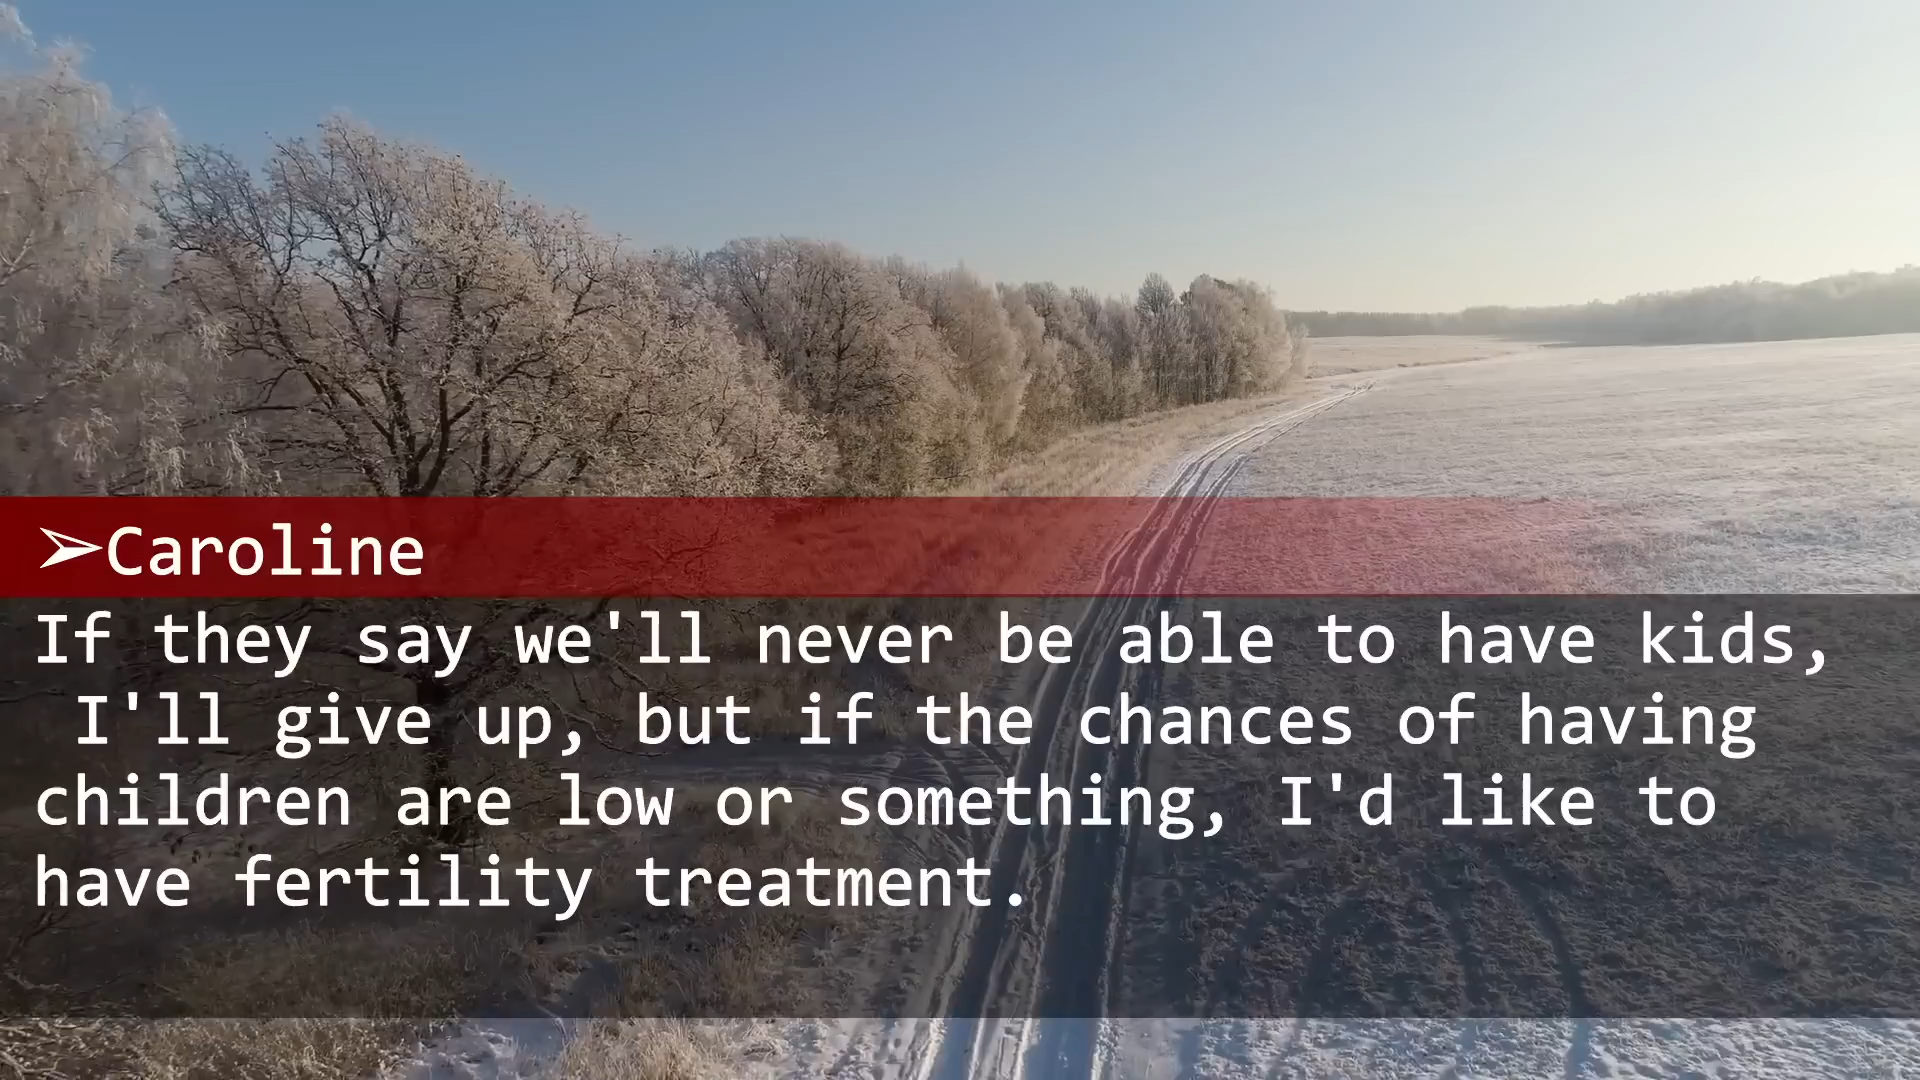 ➢Caroline
If they say we'll never be able to have kids,
I'll give up, but if the chances of having
children are low or something, I'd like to
have fertility treatment.